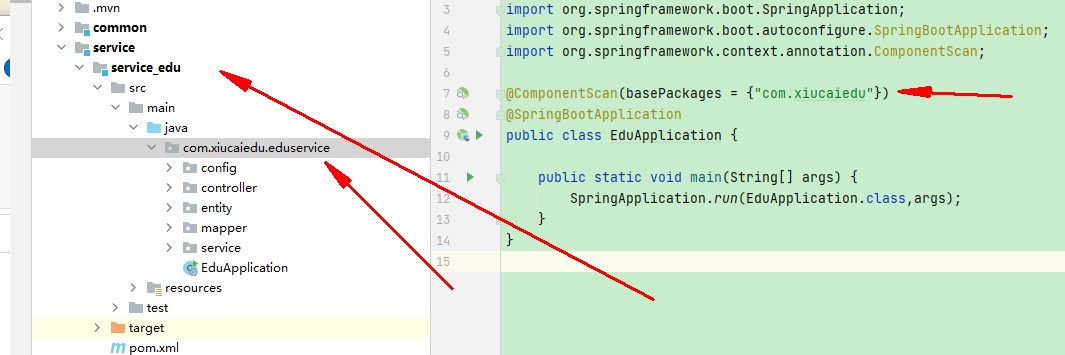 .mvn
common
service
service_edu
src
main
java
com.xiucaiedu.eduservice
config
controller
entity
mapper
service
EduApplication
resources
test
target
pom.xml
3 import org.springframework.boot.SpringApplication;
4 import org.springframework.boot.autoconfigure.SpringBootApplication;
5 import org.springframework.context.annotation.ComponentScan;
6
7 @ComponentScan(basePackages = {"com.xiucaiedu"})
8 @SpringBootApplication
9 public class EduApplication {
10
11 public static void main(String[] args) {
12 SpringApplication.run(EduApplication.class,args);
13 }
14 }
15